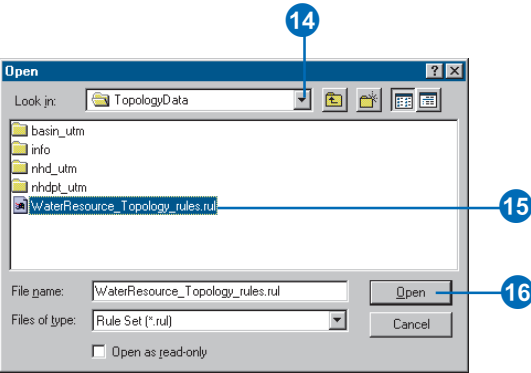 14
Open
Look in: TopologyData
basin_utm
info
nhd_utm
nhdpt_utm
WaterResource_Topology_rules.rul
15
File name: WaterResource_Topology_rules.rul Open
16
Files of type: Rule Set (*.rul) Cancel
Open as read-only